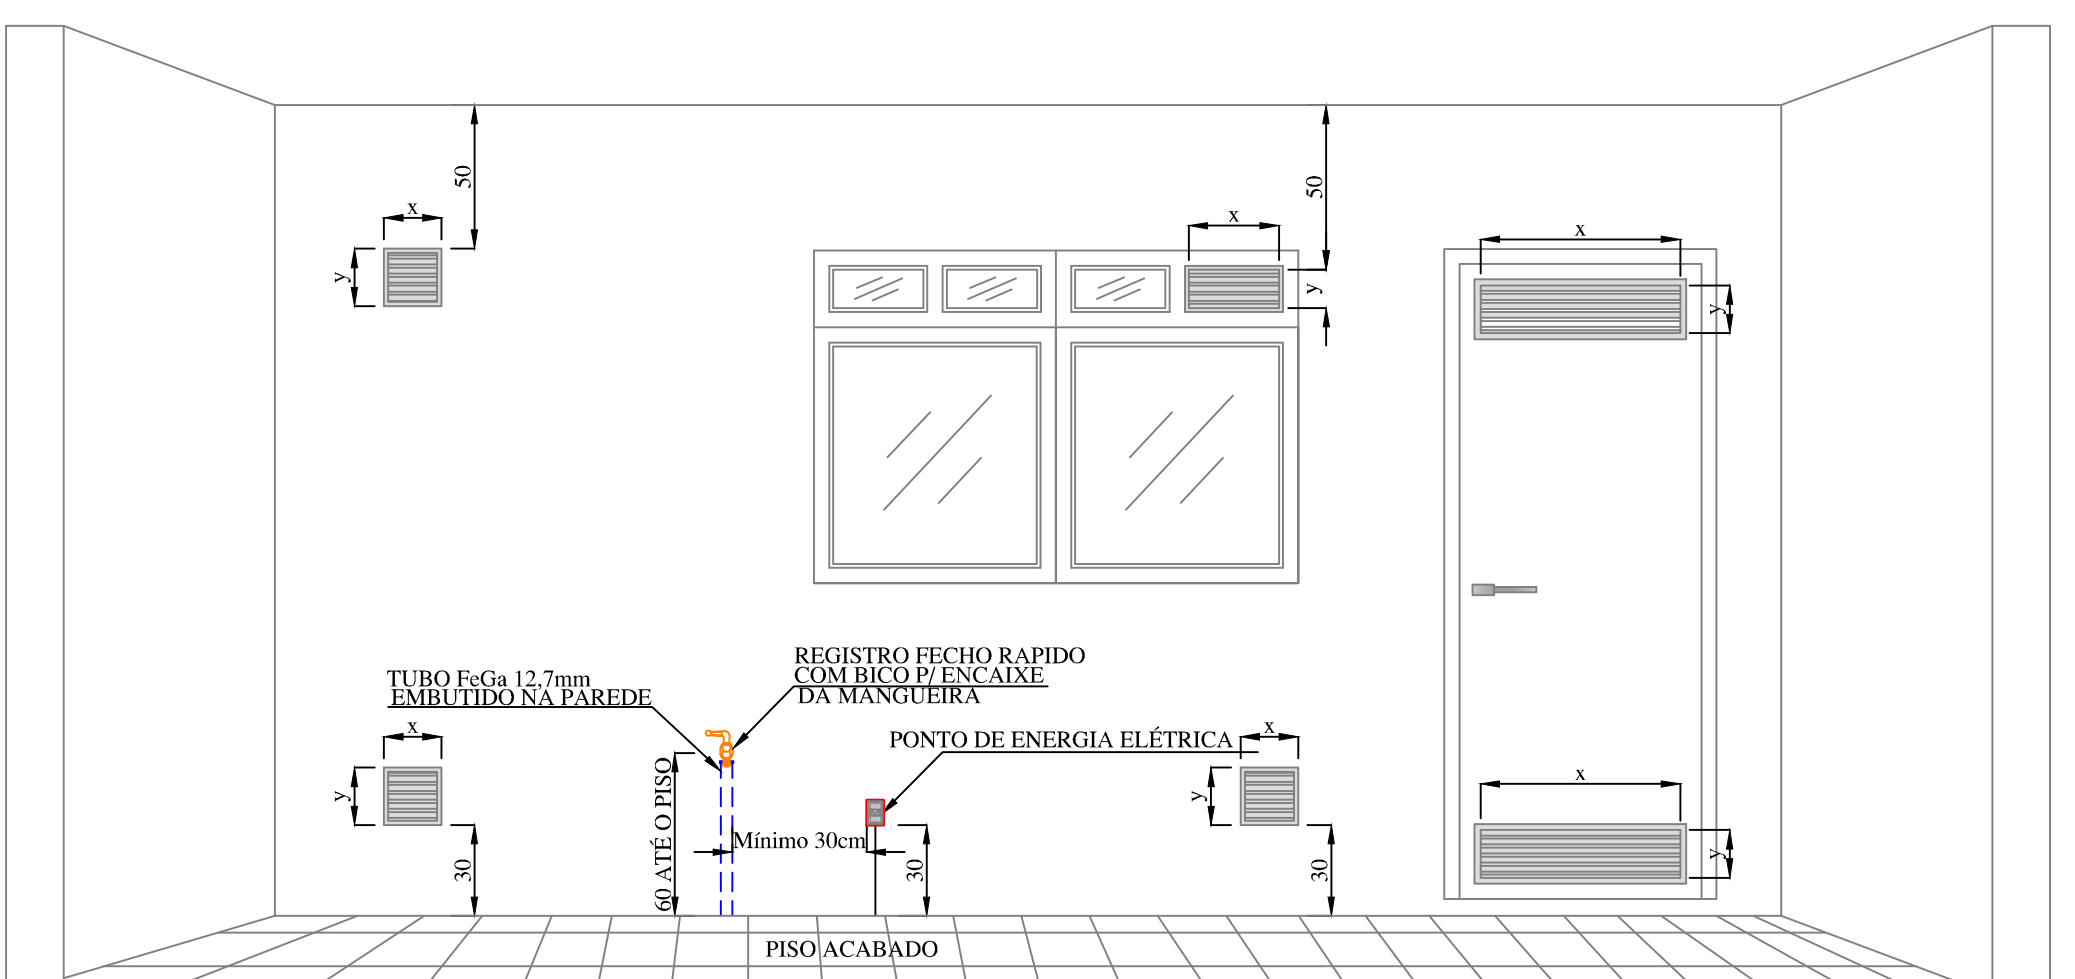 50
50
x
x
x
x
y
y
y
y
REGISTRO FECHO RAPIDO
COM BICO P/ ENCAIXE
DA MANGUEIRA
TUBO FeGa 12,7mm
EMBUTIDO NA PAREDE
x
x
PONTO DE ENERGIA ELÉTRICA
x
y
y
60 ATÉ O PISO
Mínimo 30cm
y
30
30
30
PISO ACABADO